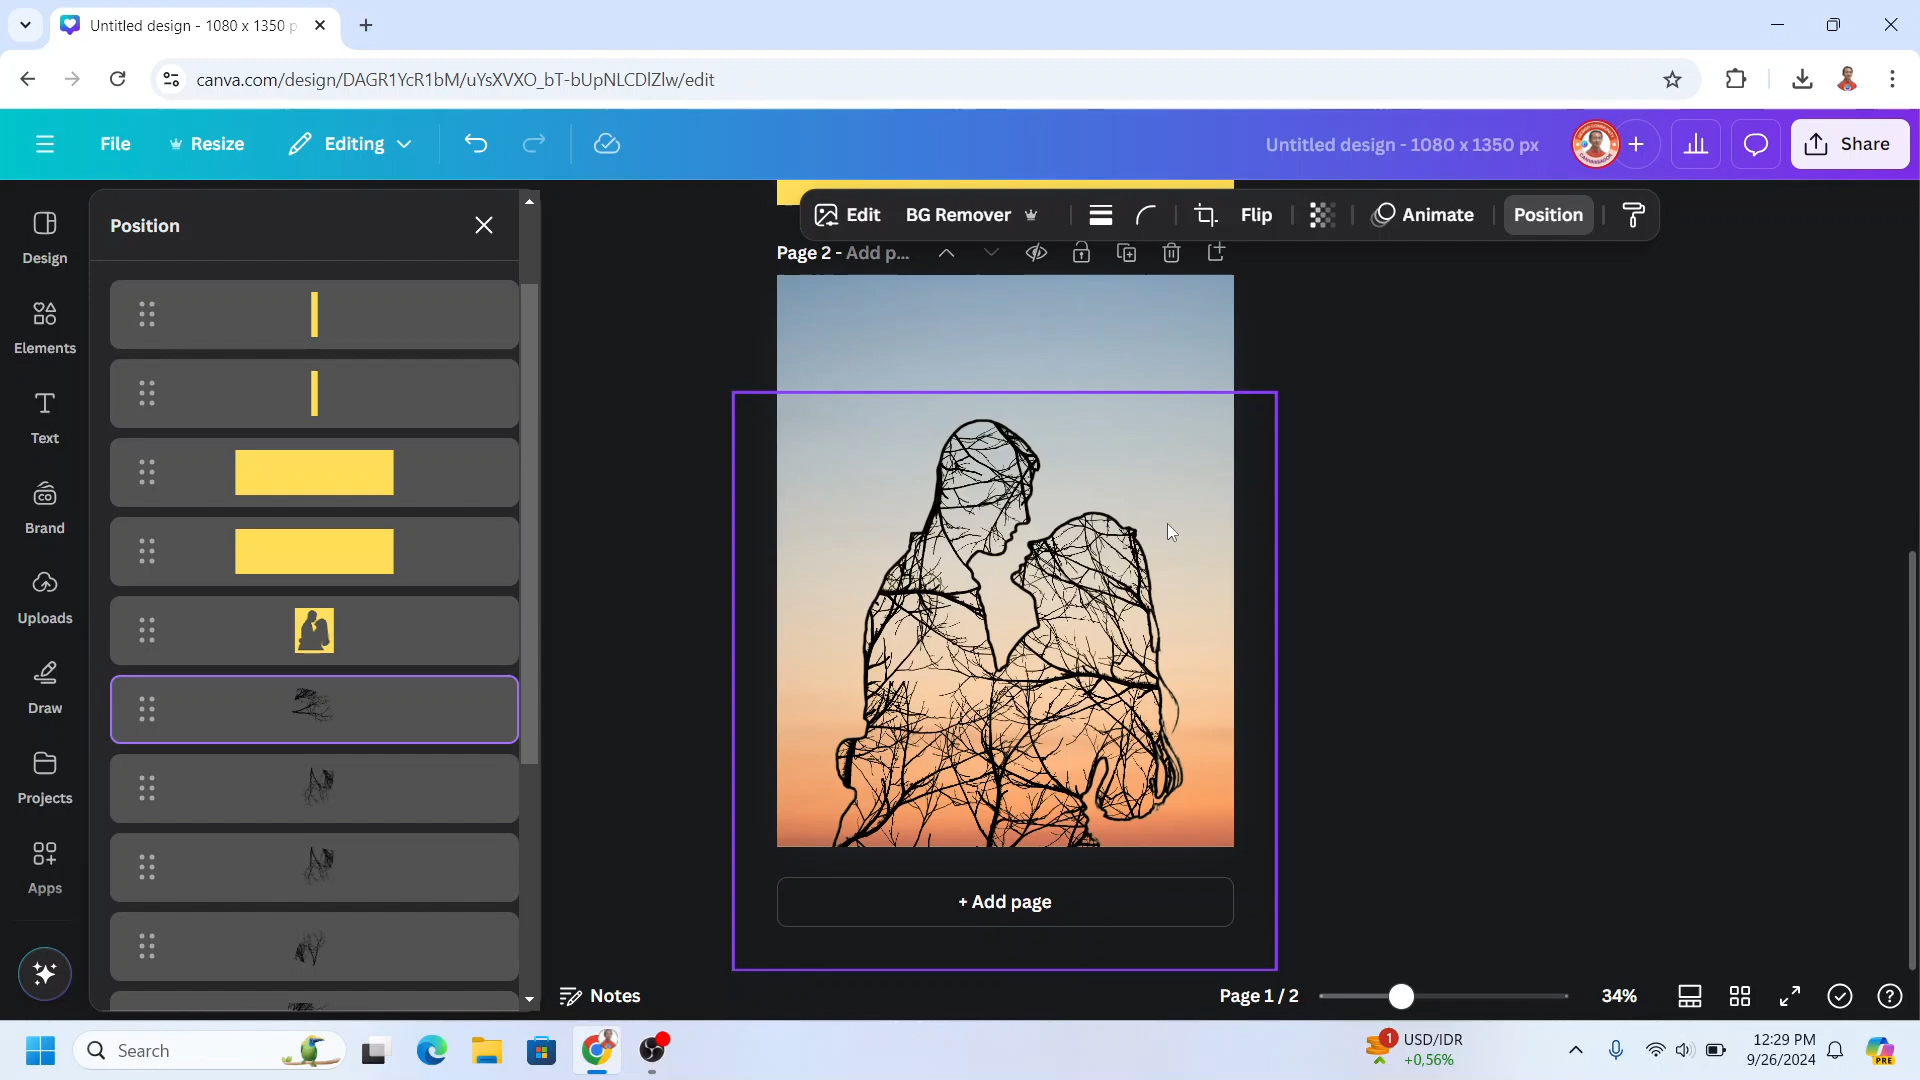 Untitled design - 1080 x 1350 p
canva.com/design/DAGR1YcR1bM/uYsXVXO_bT-bUpNLCDlZlw/edit
File
Resize
Editing
Untitled design - 1080 x 1350 px
Share
Design
Elements
Text
Brand
Uploads
Draw
Projects
Apps
Position
Edit
BG Remover
Flip
Animate
Position
Page 2 - Add p...
+ Add page
Notes
Page 1 / 2
34%
Search
1
USD/IDR
+0,56%
12:29 PM
9/26/2024
PRE